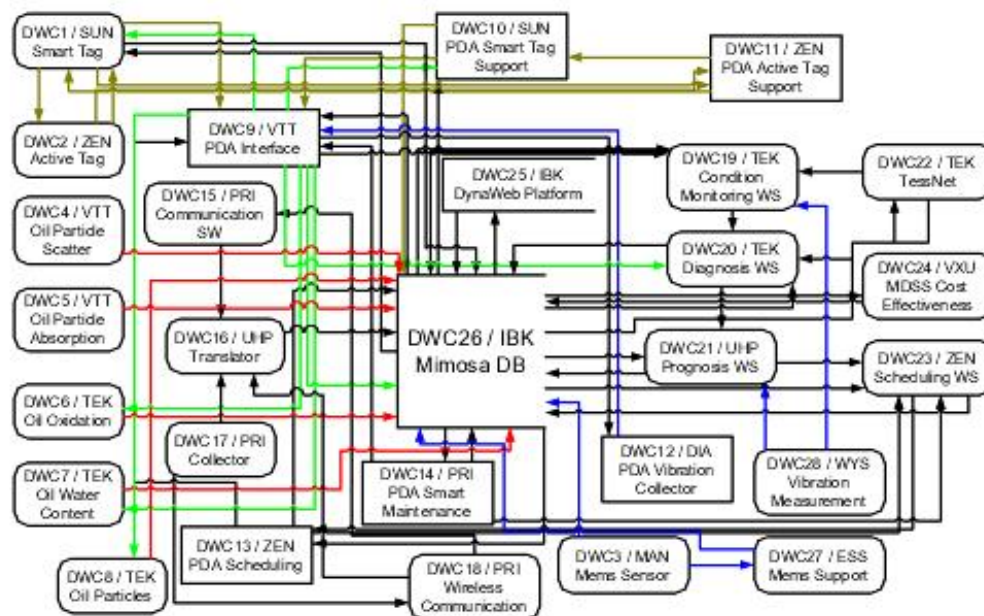 DWC1 / SUN
Smart Tag
DWC10 / SUN
PDA Smart Tag
Support
DWC11 / ZEN
PDA Active Tag
Support
DWC2 / ZEN
Active Tag
DWC9 / VTT
PDA Interface
DWC25 / IBK
DynaWeb Platform
DWC19 / TEK
Condition
Monitoring WS
DWC22 / TEK
TessNet
DWC15 / PRI
Communication
SW
DWC4 / VTT
Oil Particle
Scatter
DWC20 / TEK
Diagnosis WS
DWC24 / VXU
MDSS Cost
Effectiveness
DWC5 / VTT
Oil Particle
Absorption
DWC16 / UHP
Translator
DWC26 / IBK
Mimosa DB
DWC21 / UHP
Prognosis WS
DWC23 / ZEN
Scheduling WS
DWC6 / TEK
Oil Oxidation
DWC17 / PRI
Collector
DWC14 / PRI
PDA Smart
Maintenance
DWC12 / DIA
PDA Vibration
Collector
DWC28 / WYS
Vibration
Measurement
DWC7 / TEK
Oil Water
Content
DWC13 / ZEN
PDA Scheduling
DWC8 / TEK
Oil Particles
DWC18 / PRI
Wireless
Communication
DWC3 / MAN
Mems Sensor
DWC27 / ESS
Mems Support